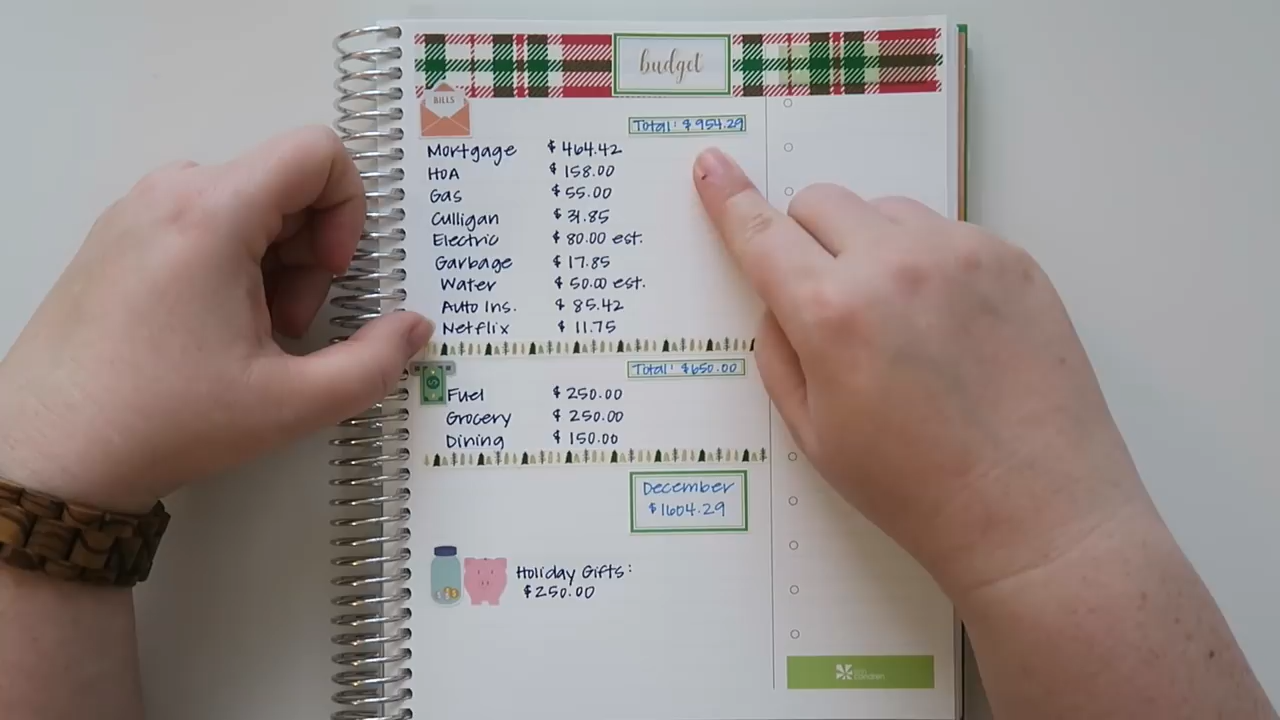 budget
BILLS
Total: $954.29
Mortgage $464.42
HOA $158.00
Gas $55.00
Culligan $31.85
Electric $80.00 est.
Garbage $17.85
Water $50.00 est.
Auto Ins. $85.42
Netflix $11.75
Total: $650.00
Fuel $250.00
Grocery $250.00
Dining $150.00
December
$1604.29
Holiday Gifts:
$250.00
erin
condren